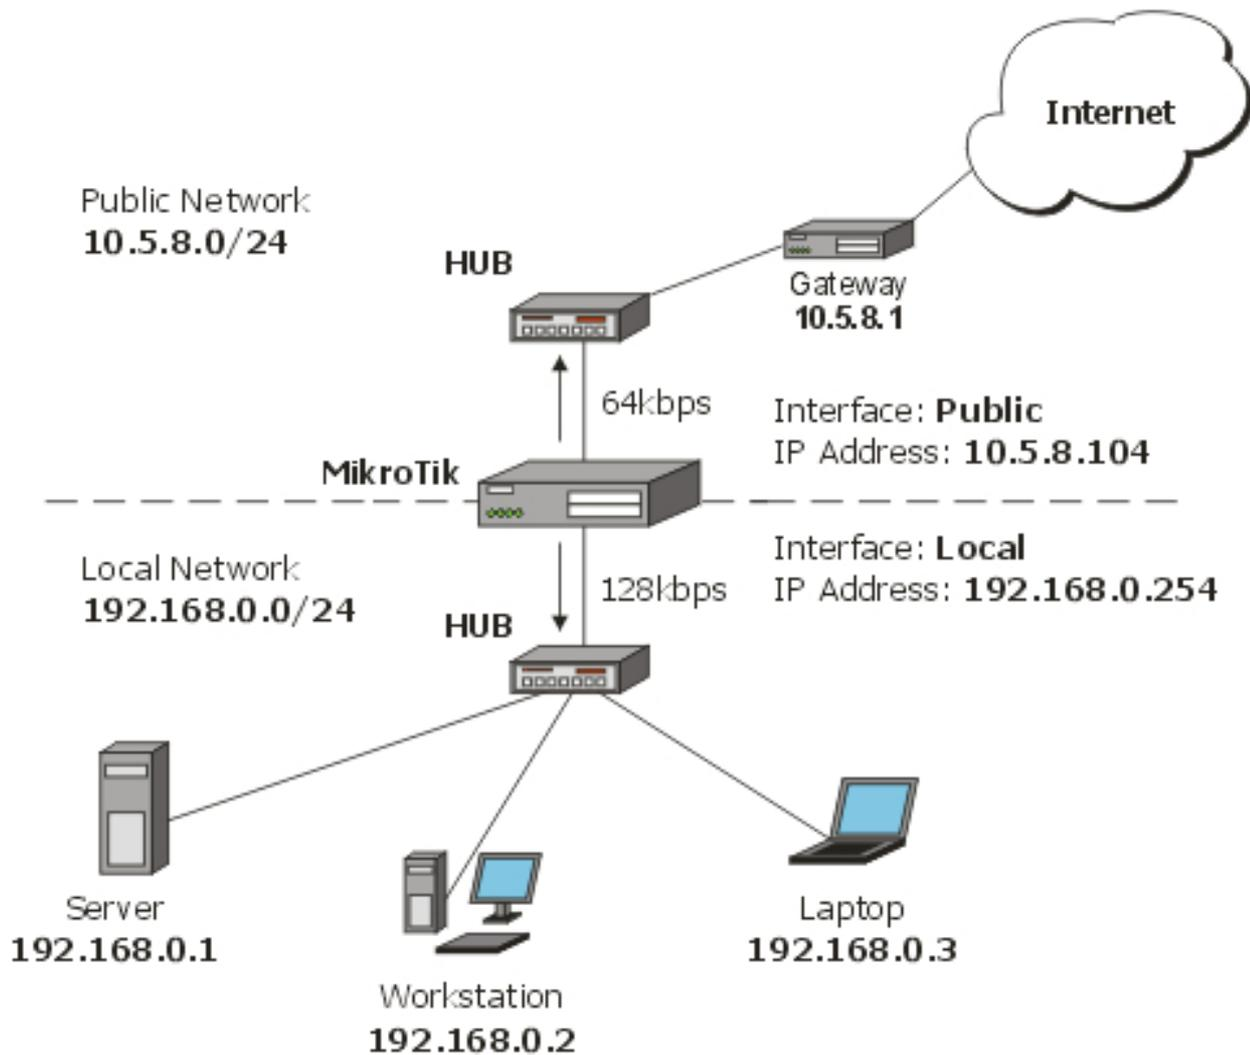 Internet
Public Network
10.5.8.0/24
HUB
Gateway
10.5.8.1
64kbps
Interface: Public
IP Address: 10.5.8.104
MikroTik
Local Network
192.168.0.0/24
128kbps
Interface: Local
IP Address: 192.168.0.254
HUB
Server
192.168.0.1
Workstation
192.168.0.2
Laptop
192.168.0.3